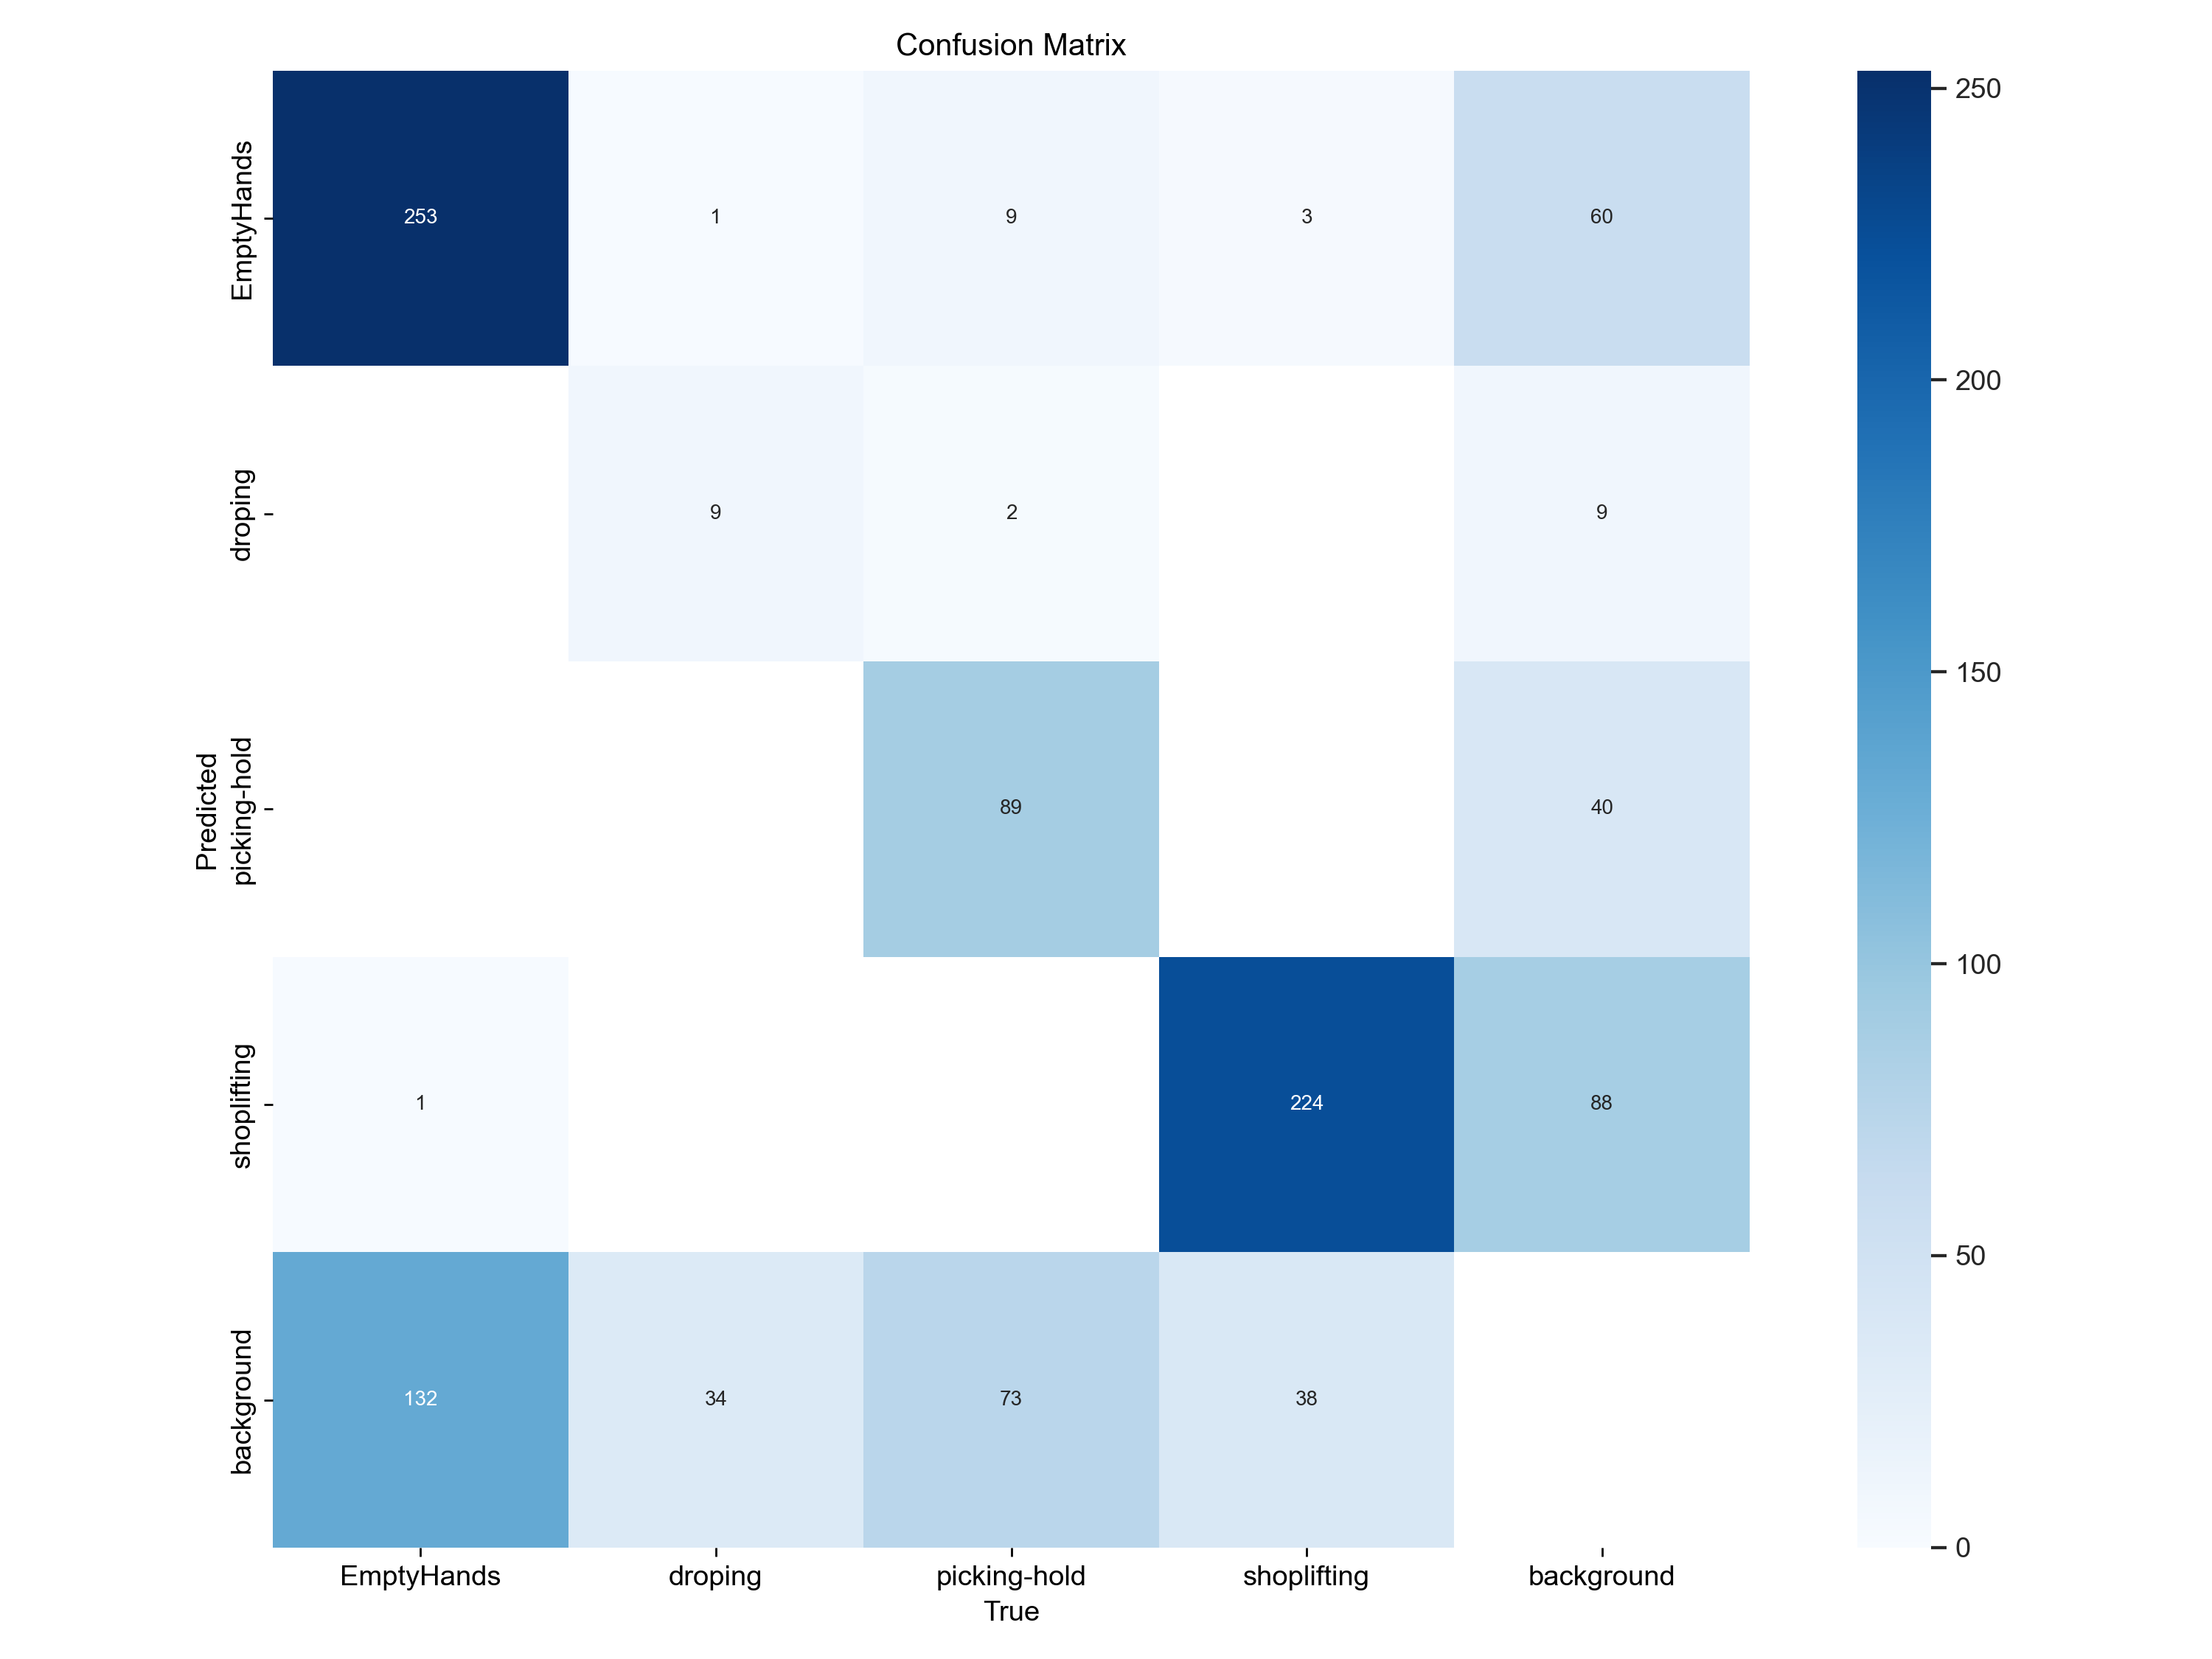 Confusion Matrix
EmptyHands
253
1
9
3
60
droping
9
2
9
Predicted
picking-hold
89
40
shoplifting
1
224
88
background
132
34
73
38
EmptyHands
droping
picking-hold
shoplifting
background
True
250
200
150
100
50
0